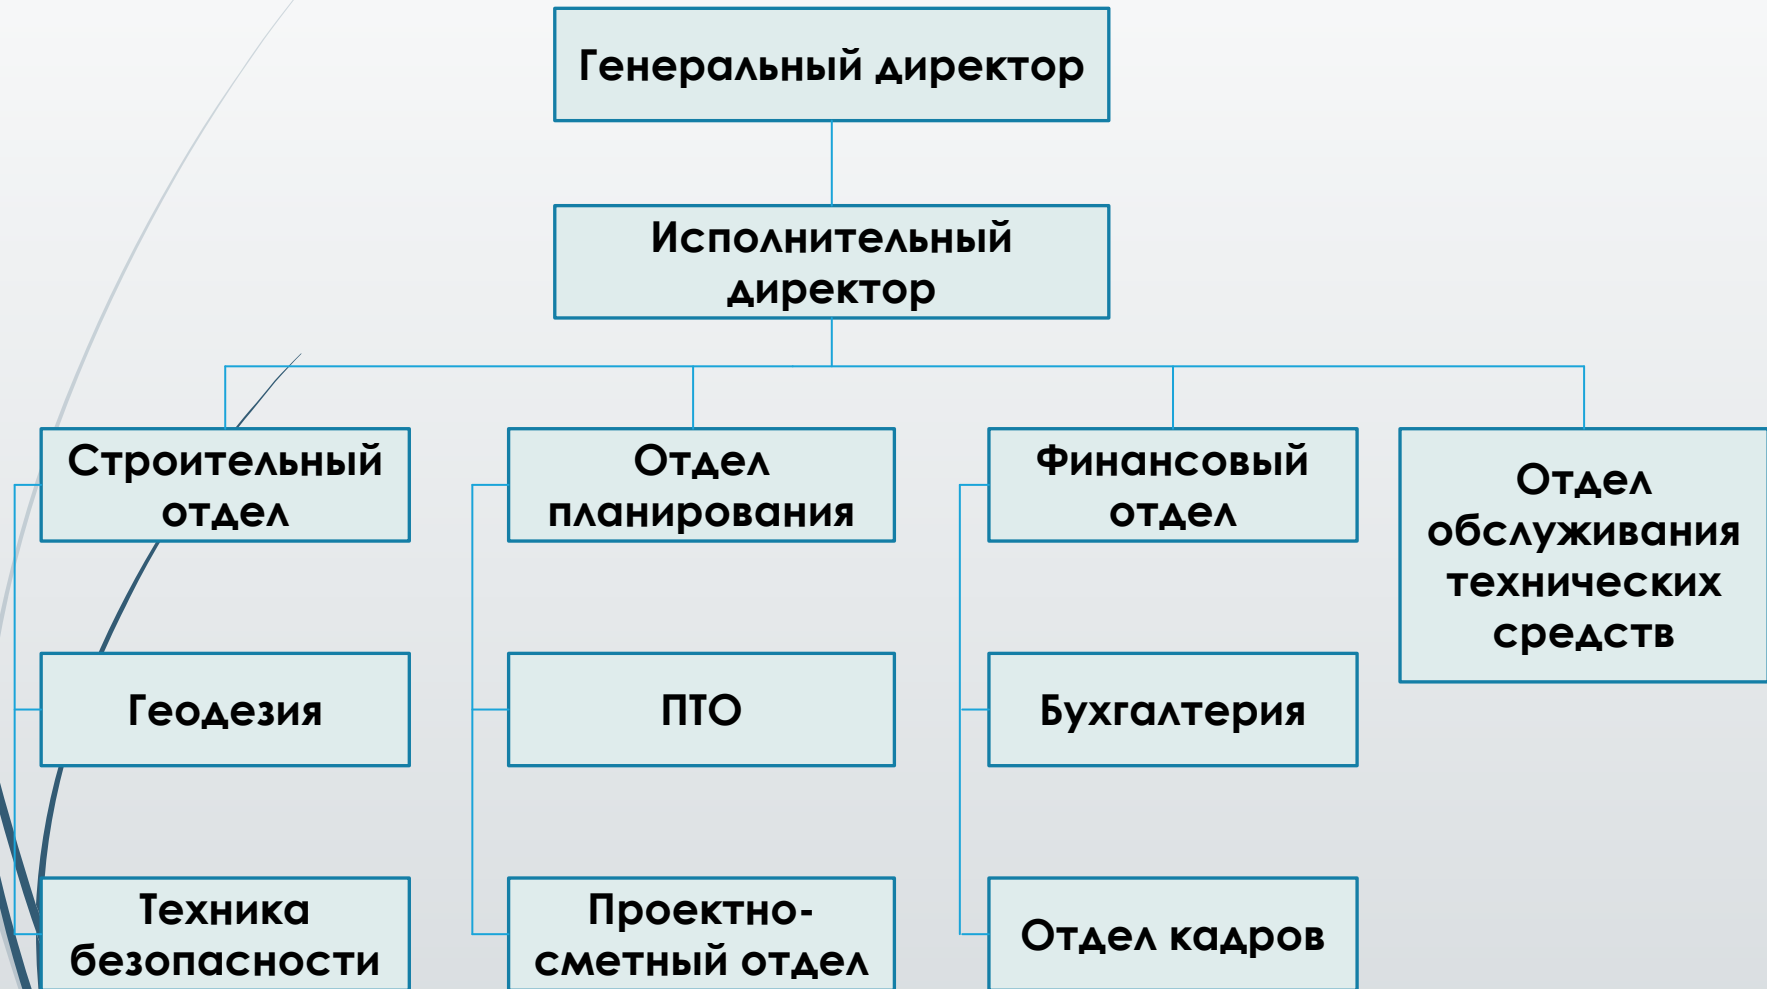 Генеральный директор
Исполнительный
директор
Строительный
отдел
Отдел
планирования
Финансовый
отдел
Отдел
обслуживания
технических
средств
Геодезия
ПТО
Бухгалтерия
Техника
безопасности
Проектно-
сметный отдел
Отдел кадров